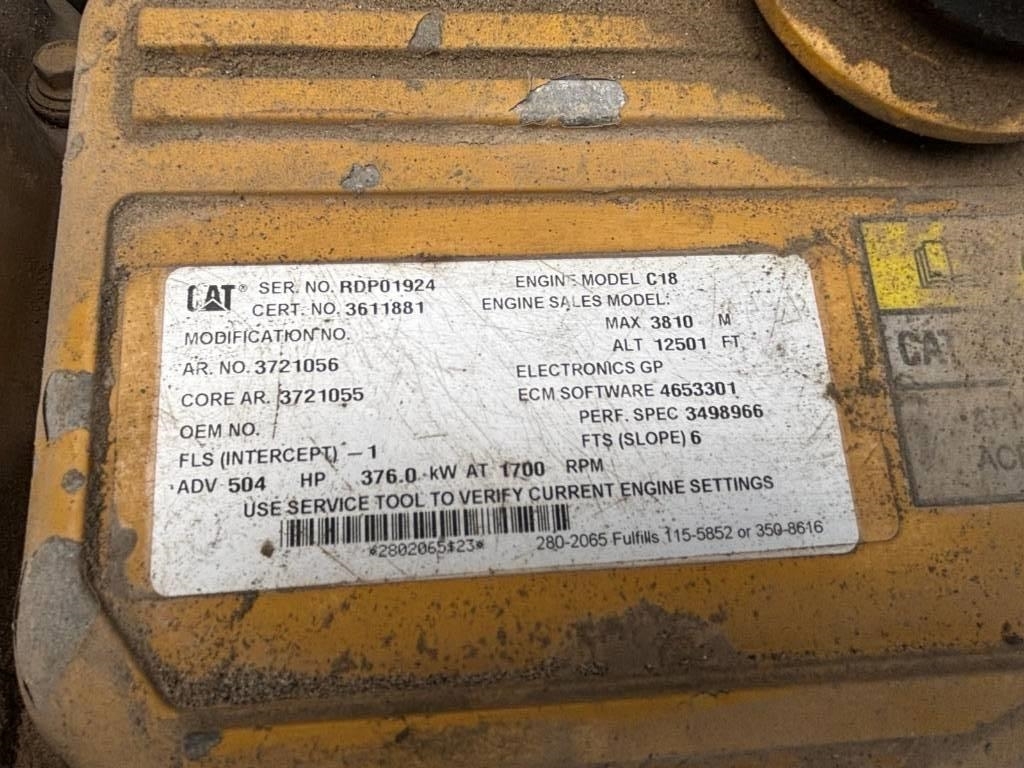 CAT® SER. NO. RDP01924 ENGINE MODEL C18
CERT. NO. 3611881 ENGINE SALES MODEL:
MODIFICATION NO. MAX 3810 M
ALT 12501 FT.
AR. NO. 3721056 ELECTRONICS GP
CORE AR. 3721055 ECM SOFTWARE 4653301
OEM NO. PERF. SPEC 3498966
FLS (INTERCEPT) -1 FTS (SLOPE) 6
ADV 504 HP 376.0 kW AT 1700 RPM
USE SERVICE TOOL TO VERIFY CURRENT ENGINE SETTINGS
*2802065$23* 280-2065 Fulfills 115-5852 or 350-8616
CAT